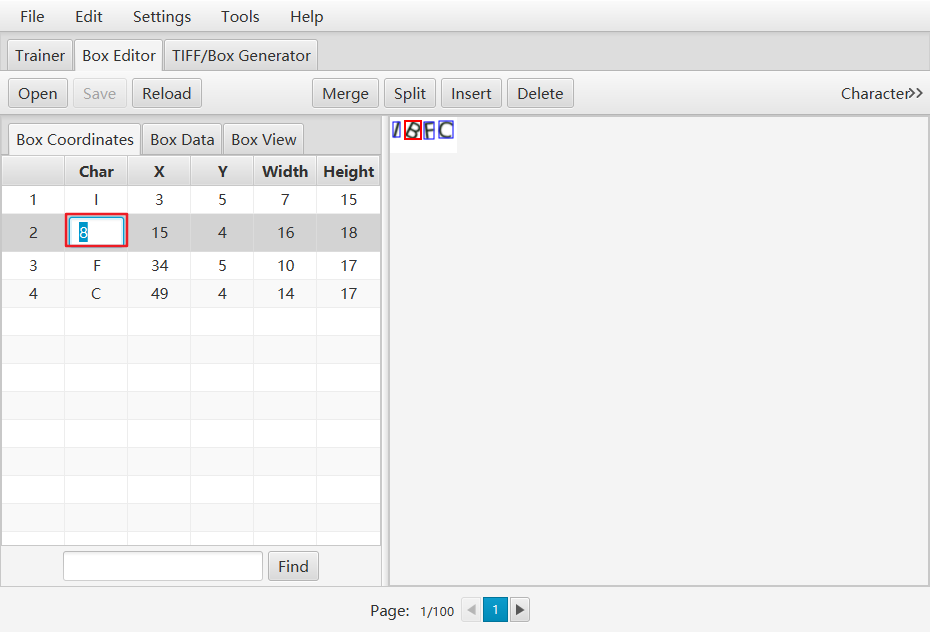 File Edit Settings Tools Help
Trainer Box Editor TIFF/Box Generator
Open Save Reload Merge Split Insert Delete Character>>
Box Coordinates Box Data Box View
IBFC
Char X Y Width Height
1 I 3 5 7 15
2 8 15 4 16 18
3 F 34 5 10 17
4 C 49 4 14 17
Find
Page: 1/100 1